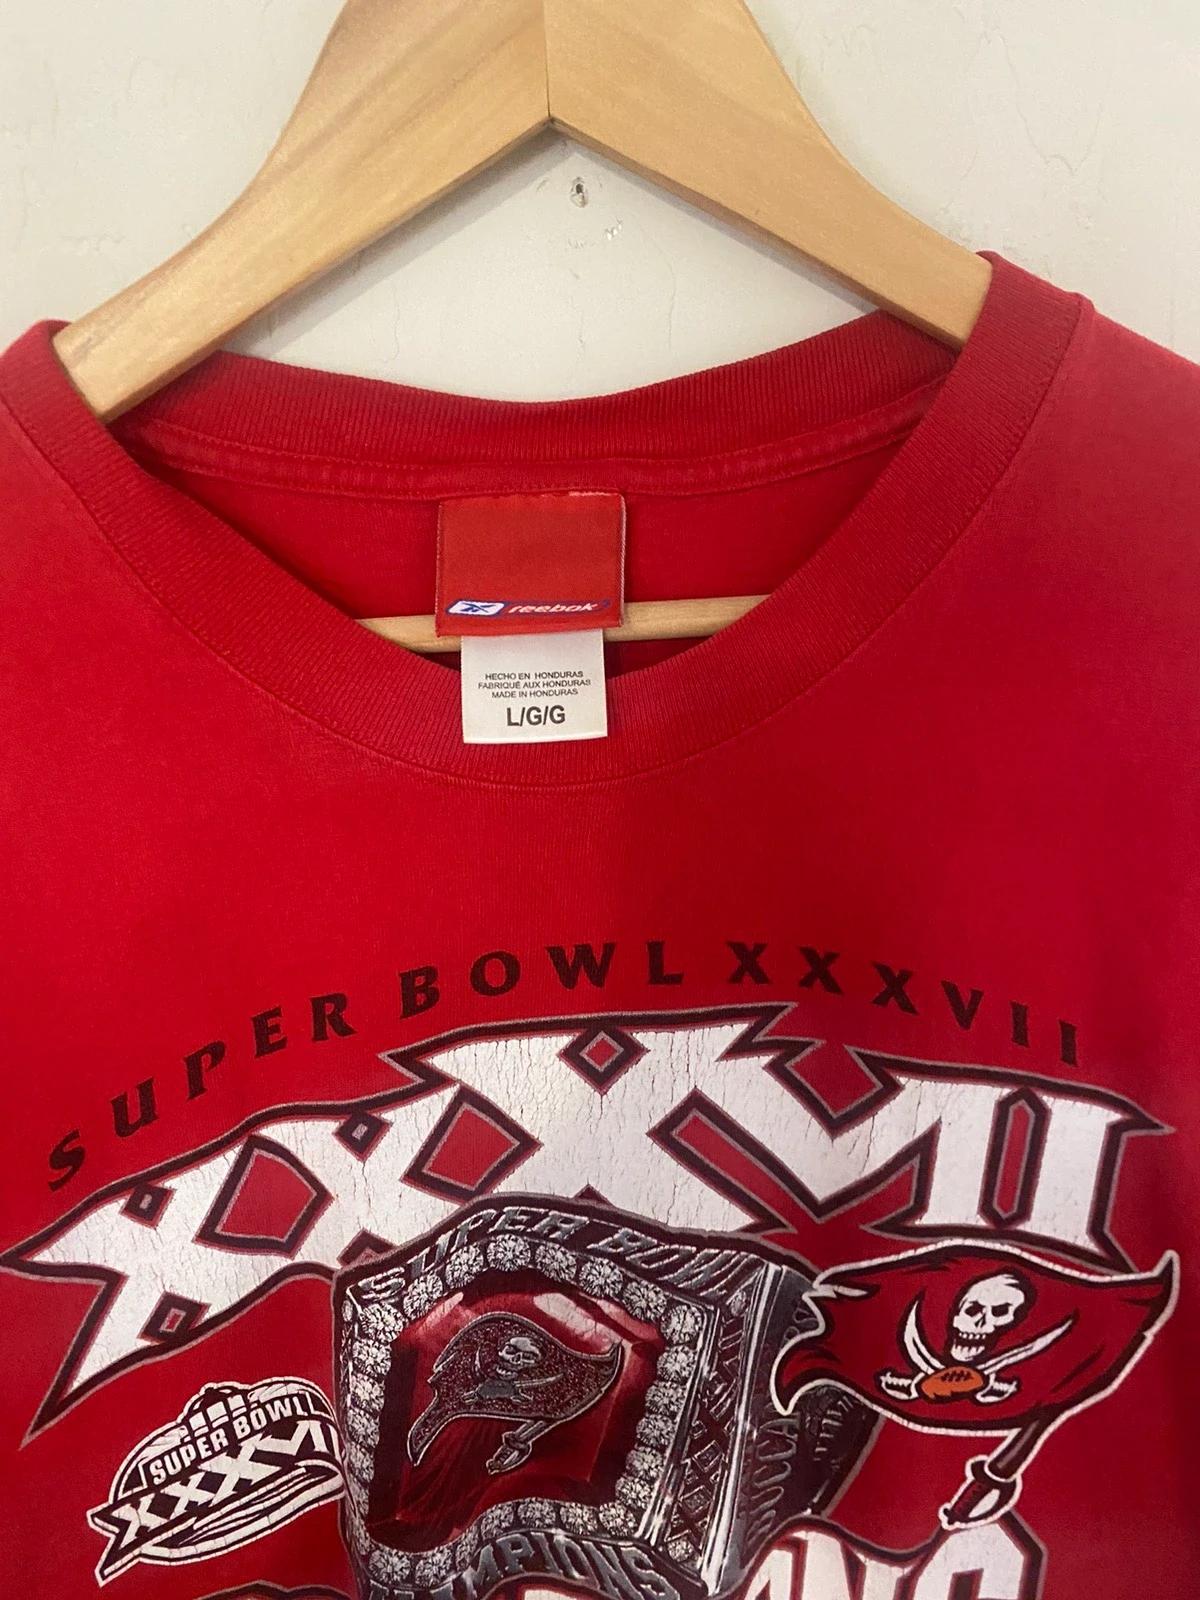 reebok
HECHO EN HONDURAS
FABRIQUÉ AUX HONDURAS
MADE IN HONDURAS
L/G/G
SUPER BOWL XXXVII
XXXVII
SUPER BOWL
SUPER BOWL
XXXVII